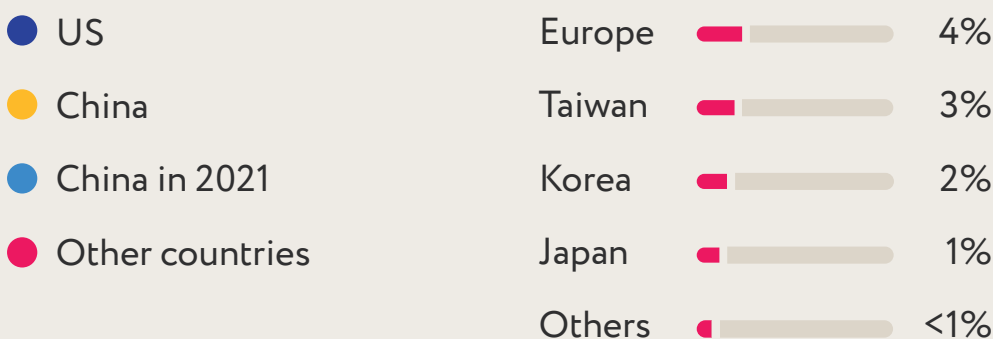 US
China
China in 2021
Other countries
Europe 4%
Taiwan 3%
Korea 2%
Japan 1%
Others <1%